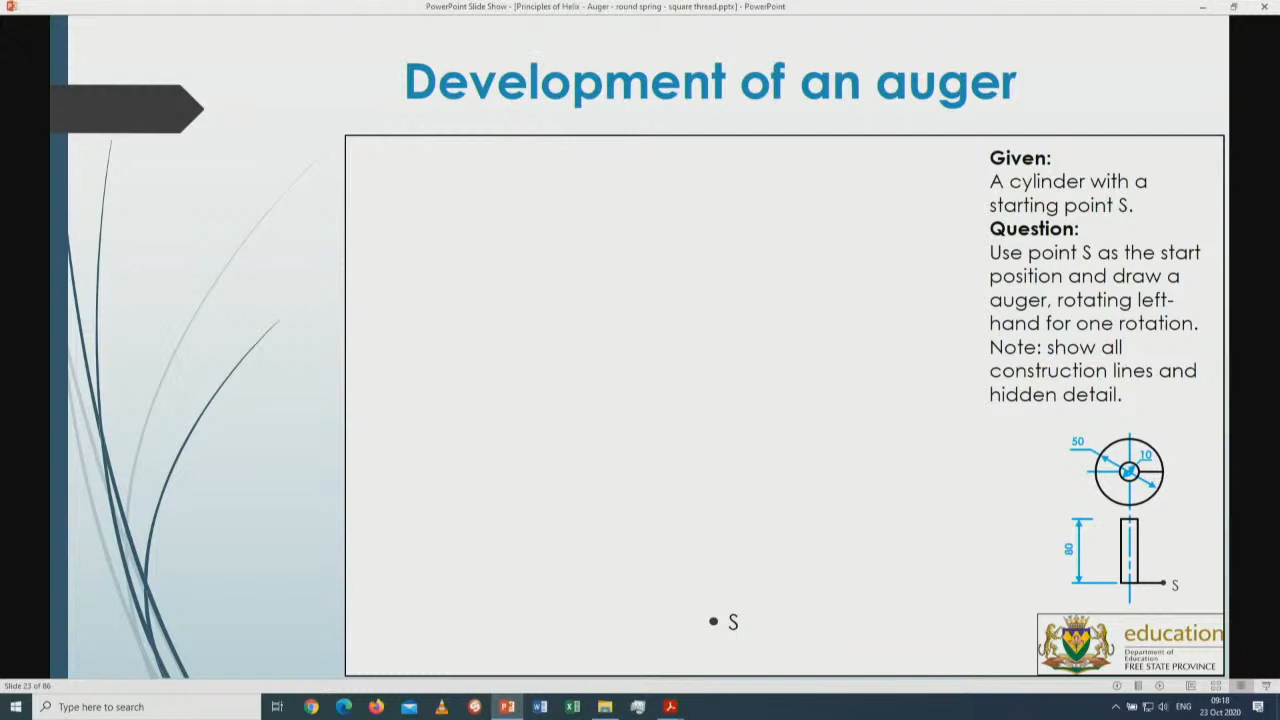 PowerPoint Slide Show - [Principles of Helix - Auger - round spring - square thread.pptx] - PowerPoint
Development of an auger
Given:
A cylinder with a
starting point S.
Question:
Use point S as the start
position and draw a
auger, rotating left-
hand for one rotation.
Note: show all
construction lines and
hidden detail.
50
10
80
S
S
education
Department of
Education
FREE STATE PROVINCE
Slide 23 of 86
Type here to search
ENG
09:18
23 Oct 2020